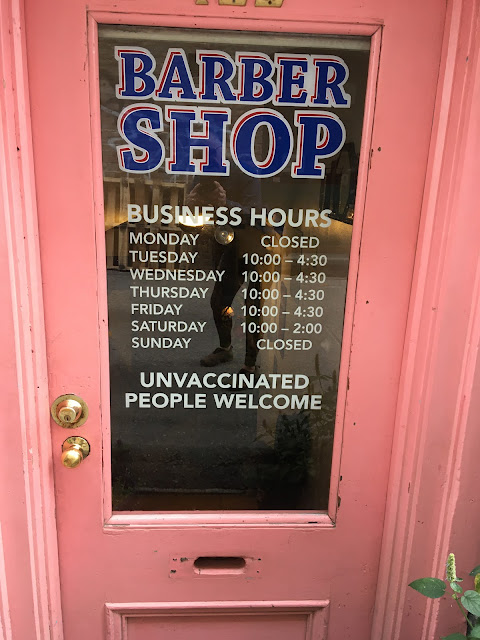 BARBER
SHOP
BUSINESS HOURS
MONDAY CLOSED
TUESDAY 10:00 – 4:30
WEDNESDAY 10:00 – 4:30
THURSDAY 10:00 – 4:30
FRIDAY 10:00 – 4:30
SATURDAY 10:00 – 2:00
SUNDAY CLOSED
UNVACCINATED
PEOPLE WELCOME